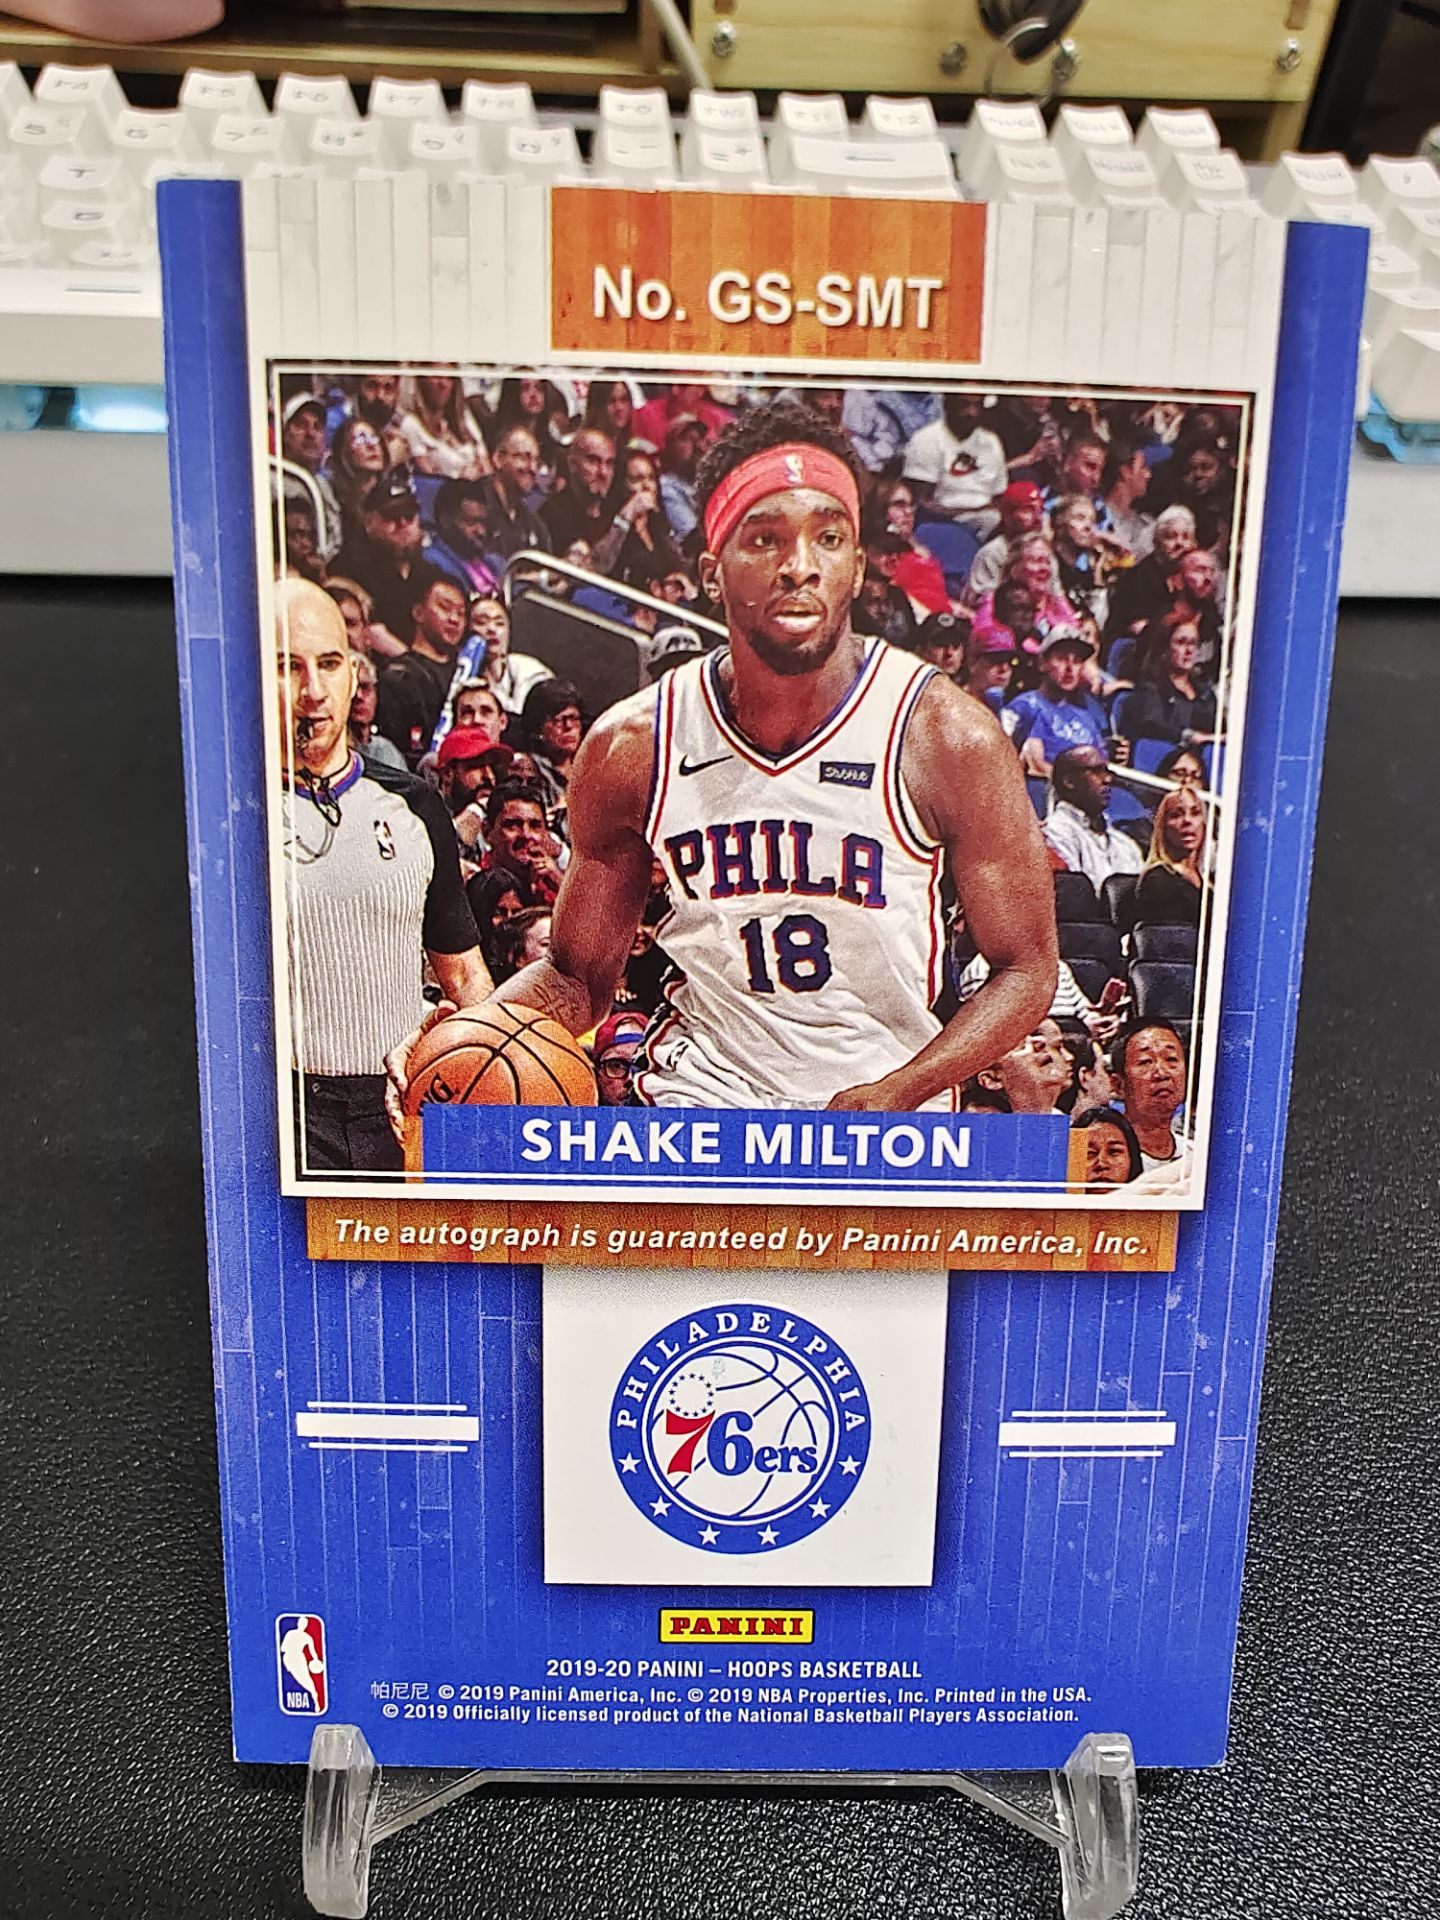 No. GS-SMT
PHILA
18
SHAKE MILTON
The autograph is guaranteed by Panini America, Inc.
PHILADELPHIA
76ers
PANINI
NBA
2019-20 PANINI – HOOPS BASKETBALL
帕尼尼 © 2019 Panini America, Inc. © 2019 NBA Properties, Inc. Printed in the USA.
© 2019 Officially licensed product of the National Basketball Players Association.